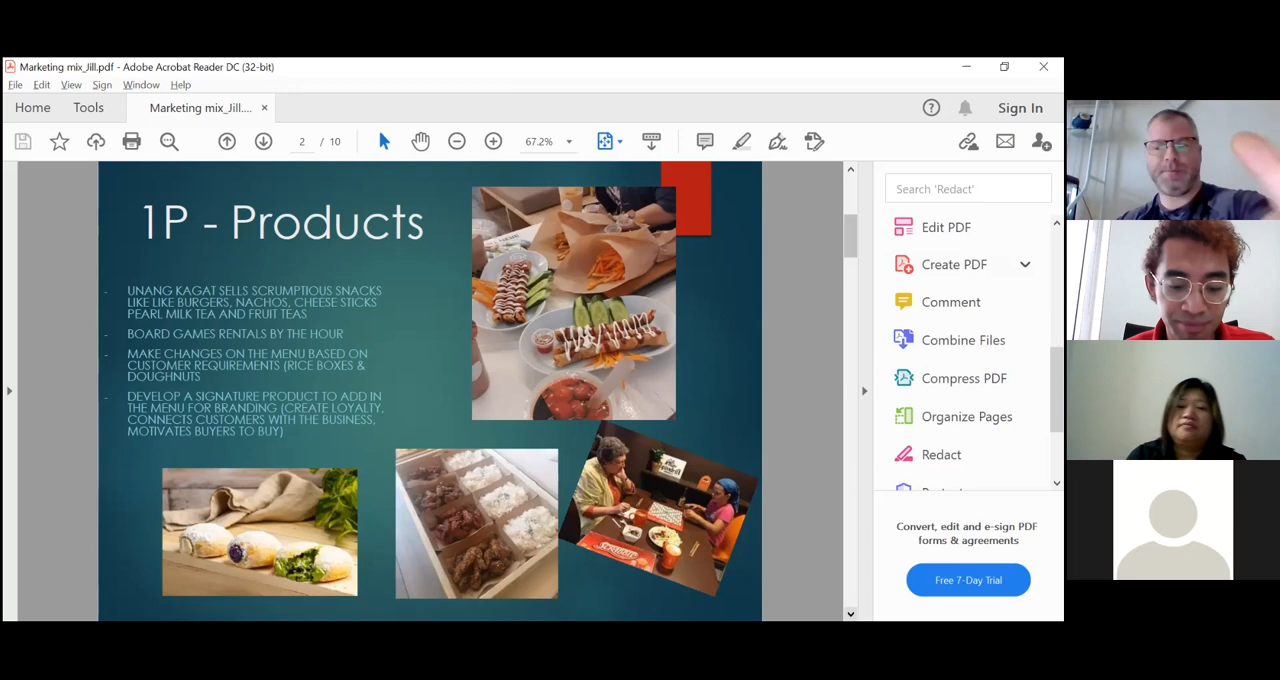 Marketing mix_Jill.pdf - Adobe Acrobat Reader DC (32-bit)
File Edit View Sign Window Help
Home Tools Marketing mix_Jill.... × Sign In
2 / 10 67.2%
1P - Products
- UNANG KAGAT SELLS SCRUMPTIOUS SNACKS
LIKE LIKE BURGERS, NACHOS, CHEESE STICKS
PEARL MILK TEA AND FRUIT TEAS
- BOARD GAMES RENTALS BY THE HOUR
- MAKE CHANGES ON THE MENU BASED ON
CUSTOMER REQUIREMENTS (RICE BOXES &
DOUGHNUTS
- DEVELOP A SIGNATURE PRODUCT TO ADD IN
THE MENU FOR BRANDING (CREATE LOYALTY,
CONNECTS CUSTOMERS WITH THE BUSINESS,
MOTIVATES BUYERS TO BUY)
SCRABBLE
Search 'Redact'
Edit PDF
Create PDF
Comment
Combine Files
Compress PDF
Organize Pages
Redact
Convert, edit and e-sign PDF
forms & agreements
Free 7-Day Trial